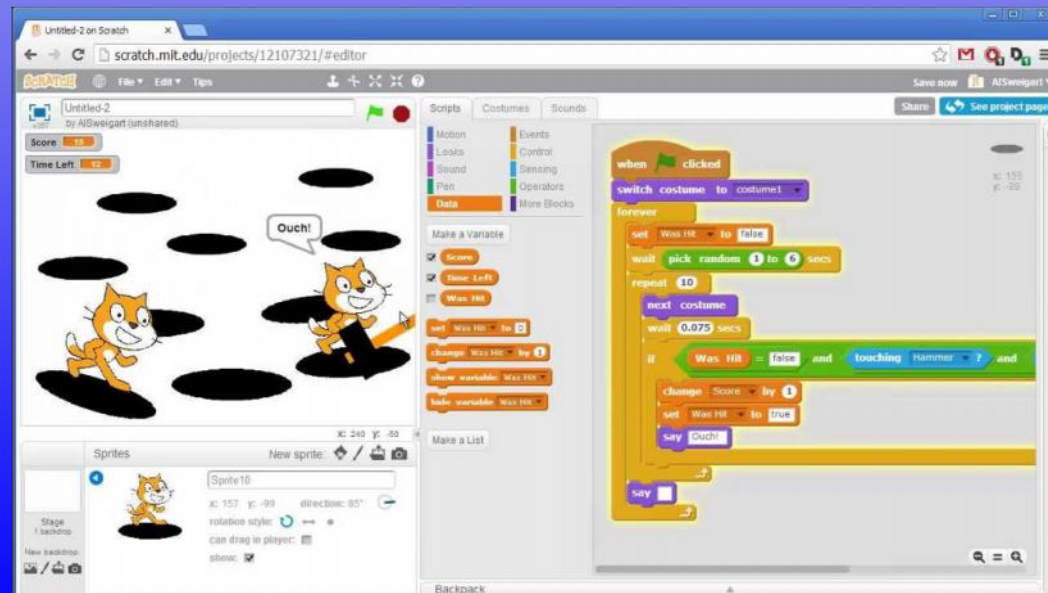 Untitled-2 on Scratch
scratch.mit.edu/projects/12107321/#editor
SCRATCH File Edit Tips
Save now AlSweigart
Untitled-2
by AlSweigart (unshared)
Score
Time Left 12
Ouch!
X: 240 y: -50
Sprites
New sprite:
Stage
1 backdrop
New backdrop:
Sprite10
x: 157 y: -99 direction: 85°
rotation style:
can drag in player:
show:
Scripts Costumes Sounds
Share See project page
Motion Events
Looks Control
Sound Sensing
Pen Operators
Data More Blocks
Make a Variable
Score
Time Left
Was Hit
set Was Hit to 0
change Was Hit by 1
show variable Was Hit
hide variable Was Hit
Make a List
when clicked
switch costume to costume1
forever
set Was Hit to false
wait pick random 1 to 6 secs
repeat 10
next costume
wait 0.075 secs
if Was Hit = false and touching Hammer ? and
change Score by 1
set Was Hit to true
say Ouch!
say
x: 155
y: -99
Backpack